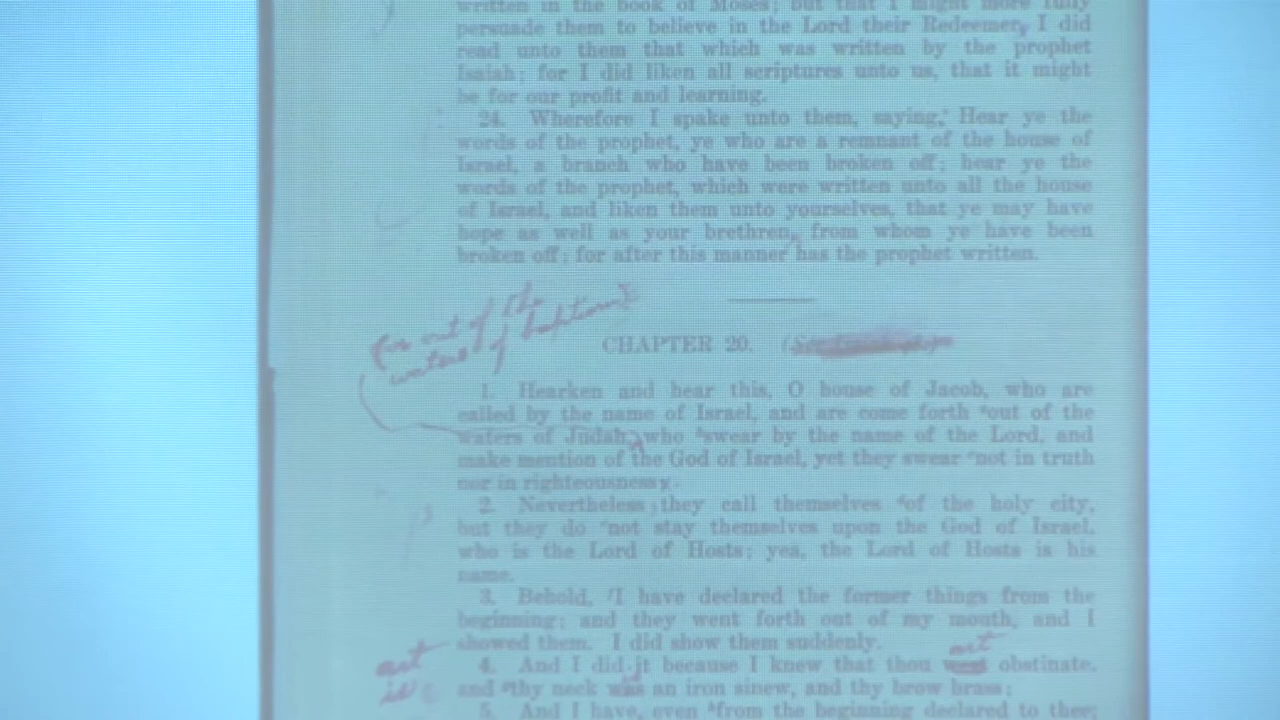 written in the book of Moses; but that I might more fully
persuade them to believe in the Lord their Redeemer, I did
read unto them that which was written by the prophet
Isaiah; for I did liken all scriptures unto us, that it might
be for our profit and learning.
24. Wherefore I spake unto them, saying, Hear ye the
words of the prophet, ye who are a remnant of the house of
Israel, a branch who have been broken off; hear ye the
words of the prophet, which were written unto all the house
of Israel, and liken them unto yourselves, that ye may have
hope as well as your brethren, from whom ye have been
broken off; for after this manner has the prophet written.
(or out of the
waters of baptism)
CHAPTER 20.
1. Hearken and hear this, O house of Jacob, who are
called by the name of Israel, and are come forth out of the
waters of Judah, who swear by the name of the Lord, and
make mention of the God of Israel, yet they swear not in truth
nor in righteousness.
2. Nevertheless, they call themselves of the holy city,
but they do not stay themselves upon the God of Israel,
who is the Lord of Hosts; yea, the Lord of Hosts is his
name.
3. Behold, I have declared the former things from the
beginning; and they went forth out of my mouth, and I
showed them. I did show them suddenly.
art art
4. And I did it because I knew that thou obstinate,
is
and thy neck was an iron sinew, and thy brow brass;
5. And I have, even from the beginning declared to thee;